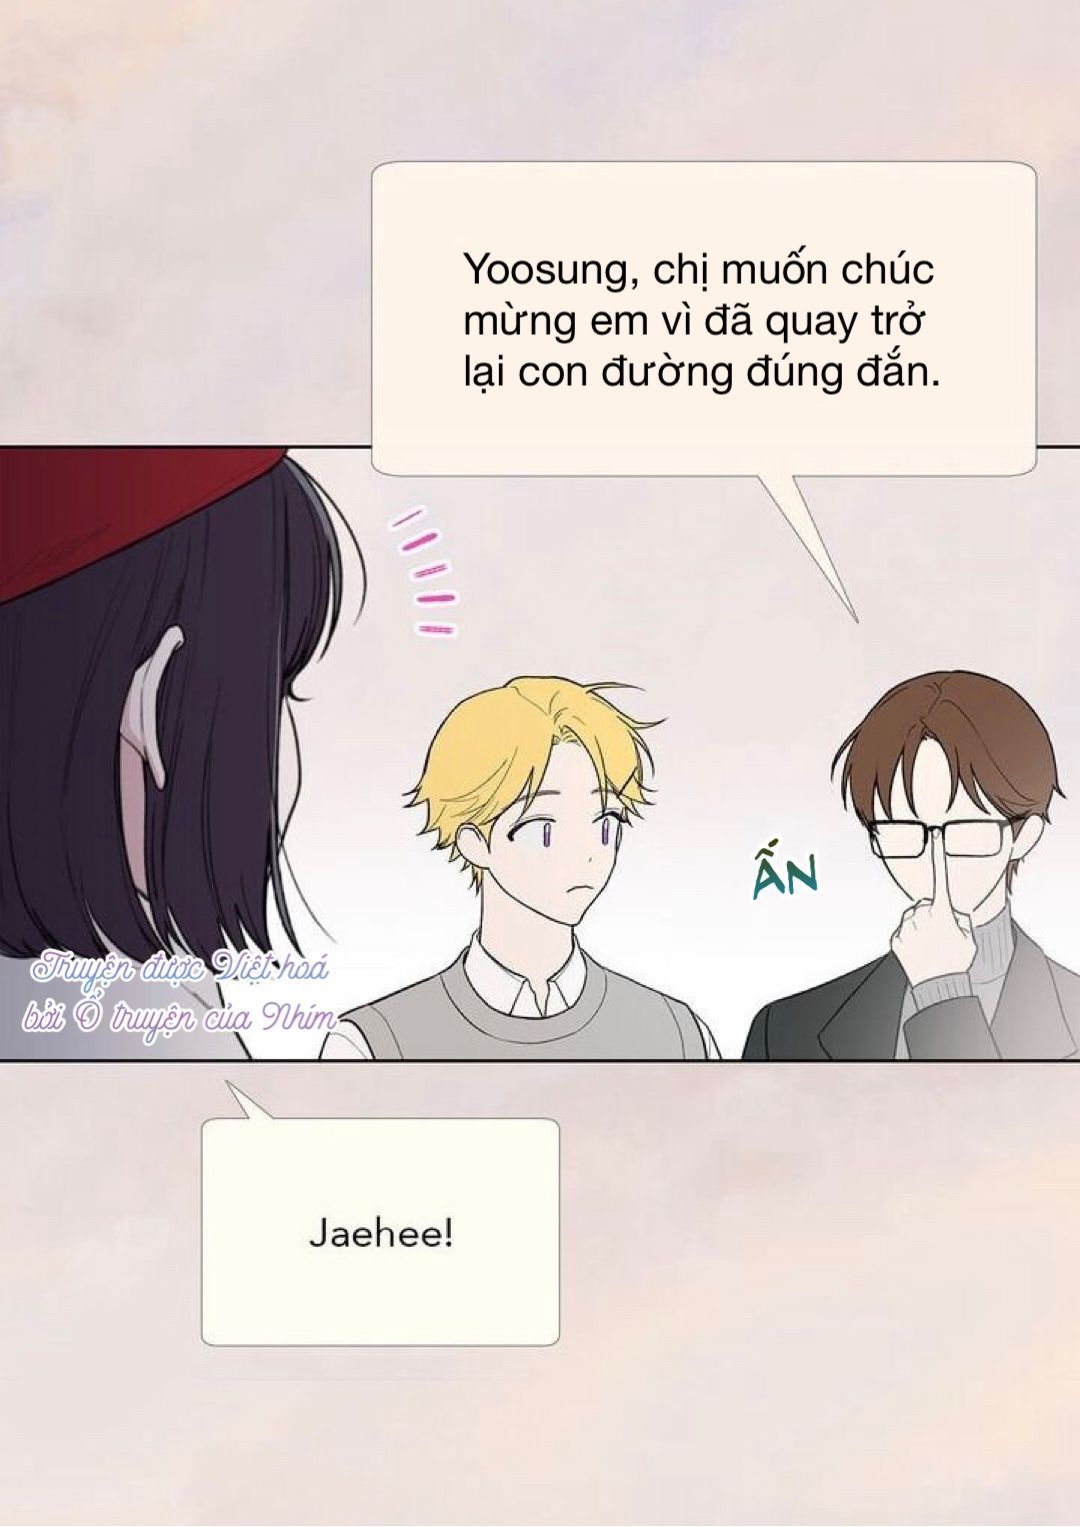 Yoosung, chị muốn chúc
mừng em vì đã quay trở
lại con đường đúng đắn.
ẤN
Truyện được Việt hoá
bởi Ổ truyện của Nhím
Jaehee!